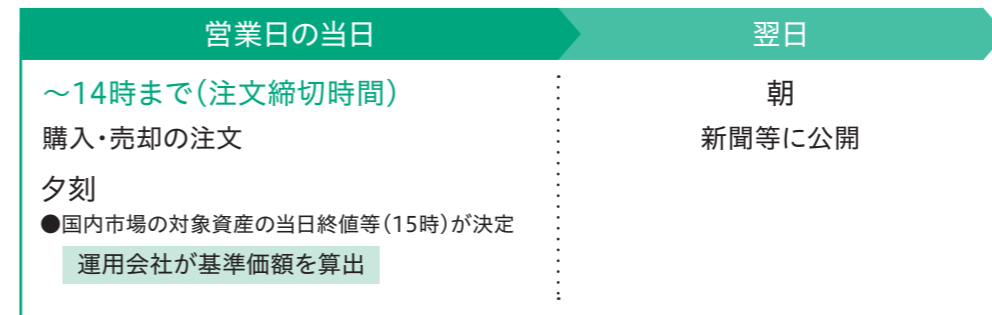 営業日の当日
翌日
～14時まで(注文締切時間)
購入・売却の注文
夕刻
●国内市場の対象資産の当日終値等(15時)が決定
運用会社が基準価額を算出
朝
新聞等に公開